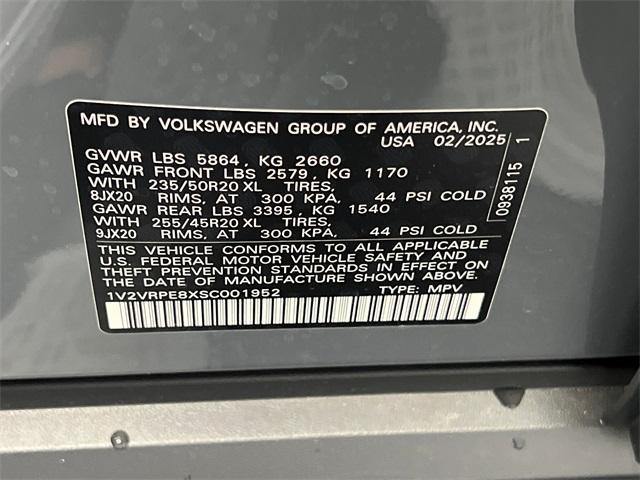 MFD BY VOLKSWAGEN GROUP OF AMERICA, INC.
USA 02/2025
GVWR LBS 5864, KG 2660
GAWR FRONT LBS 2579, KG 1170
WITH 235/50R20 XL TIRES,
8JX20 RIMS, AT 300 KPA, 44 PSI COLD
GAWR REAR LBS 3395, KG 1540
WITH 255/45R20 XL TIRES,
9JX20 RIMS, AT 300 KPA, 44 PSI COLD
THIS VEHICLE CONFORMS TO ALL APPLICABLE
U.S. FEDERAL MOTOR VEHICLE SAFETY AND
THEFT PREVENTION STANDARDS IN EFFECT ON
THE DATE OF MANUFACTURE SHOWN ABOVE.
1V2VRPE8XSC001952 TYPE: MPV
0938115 1